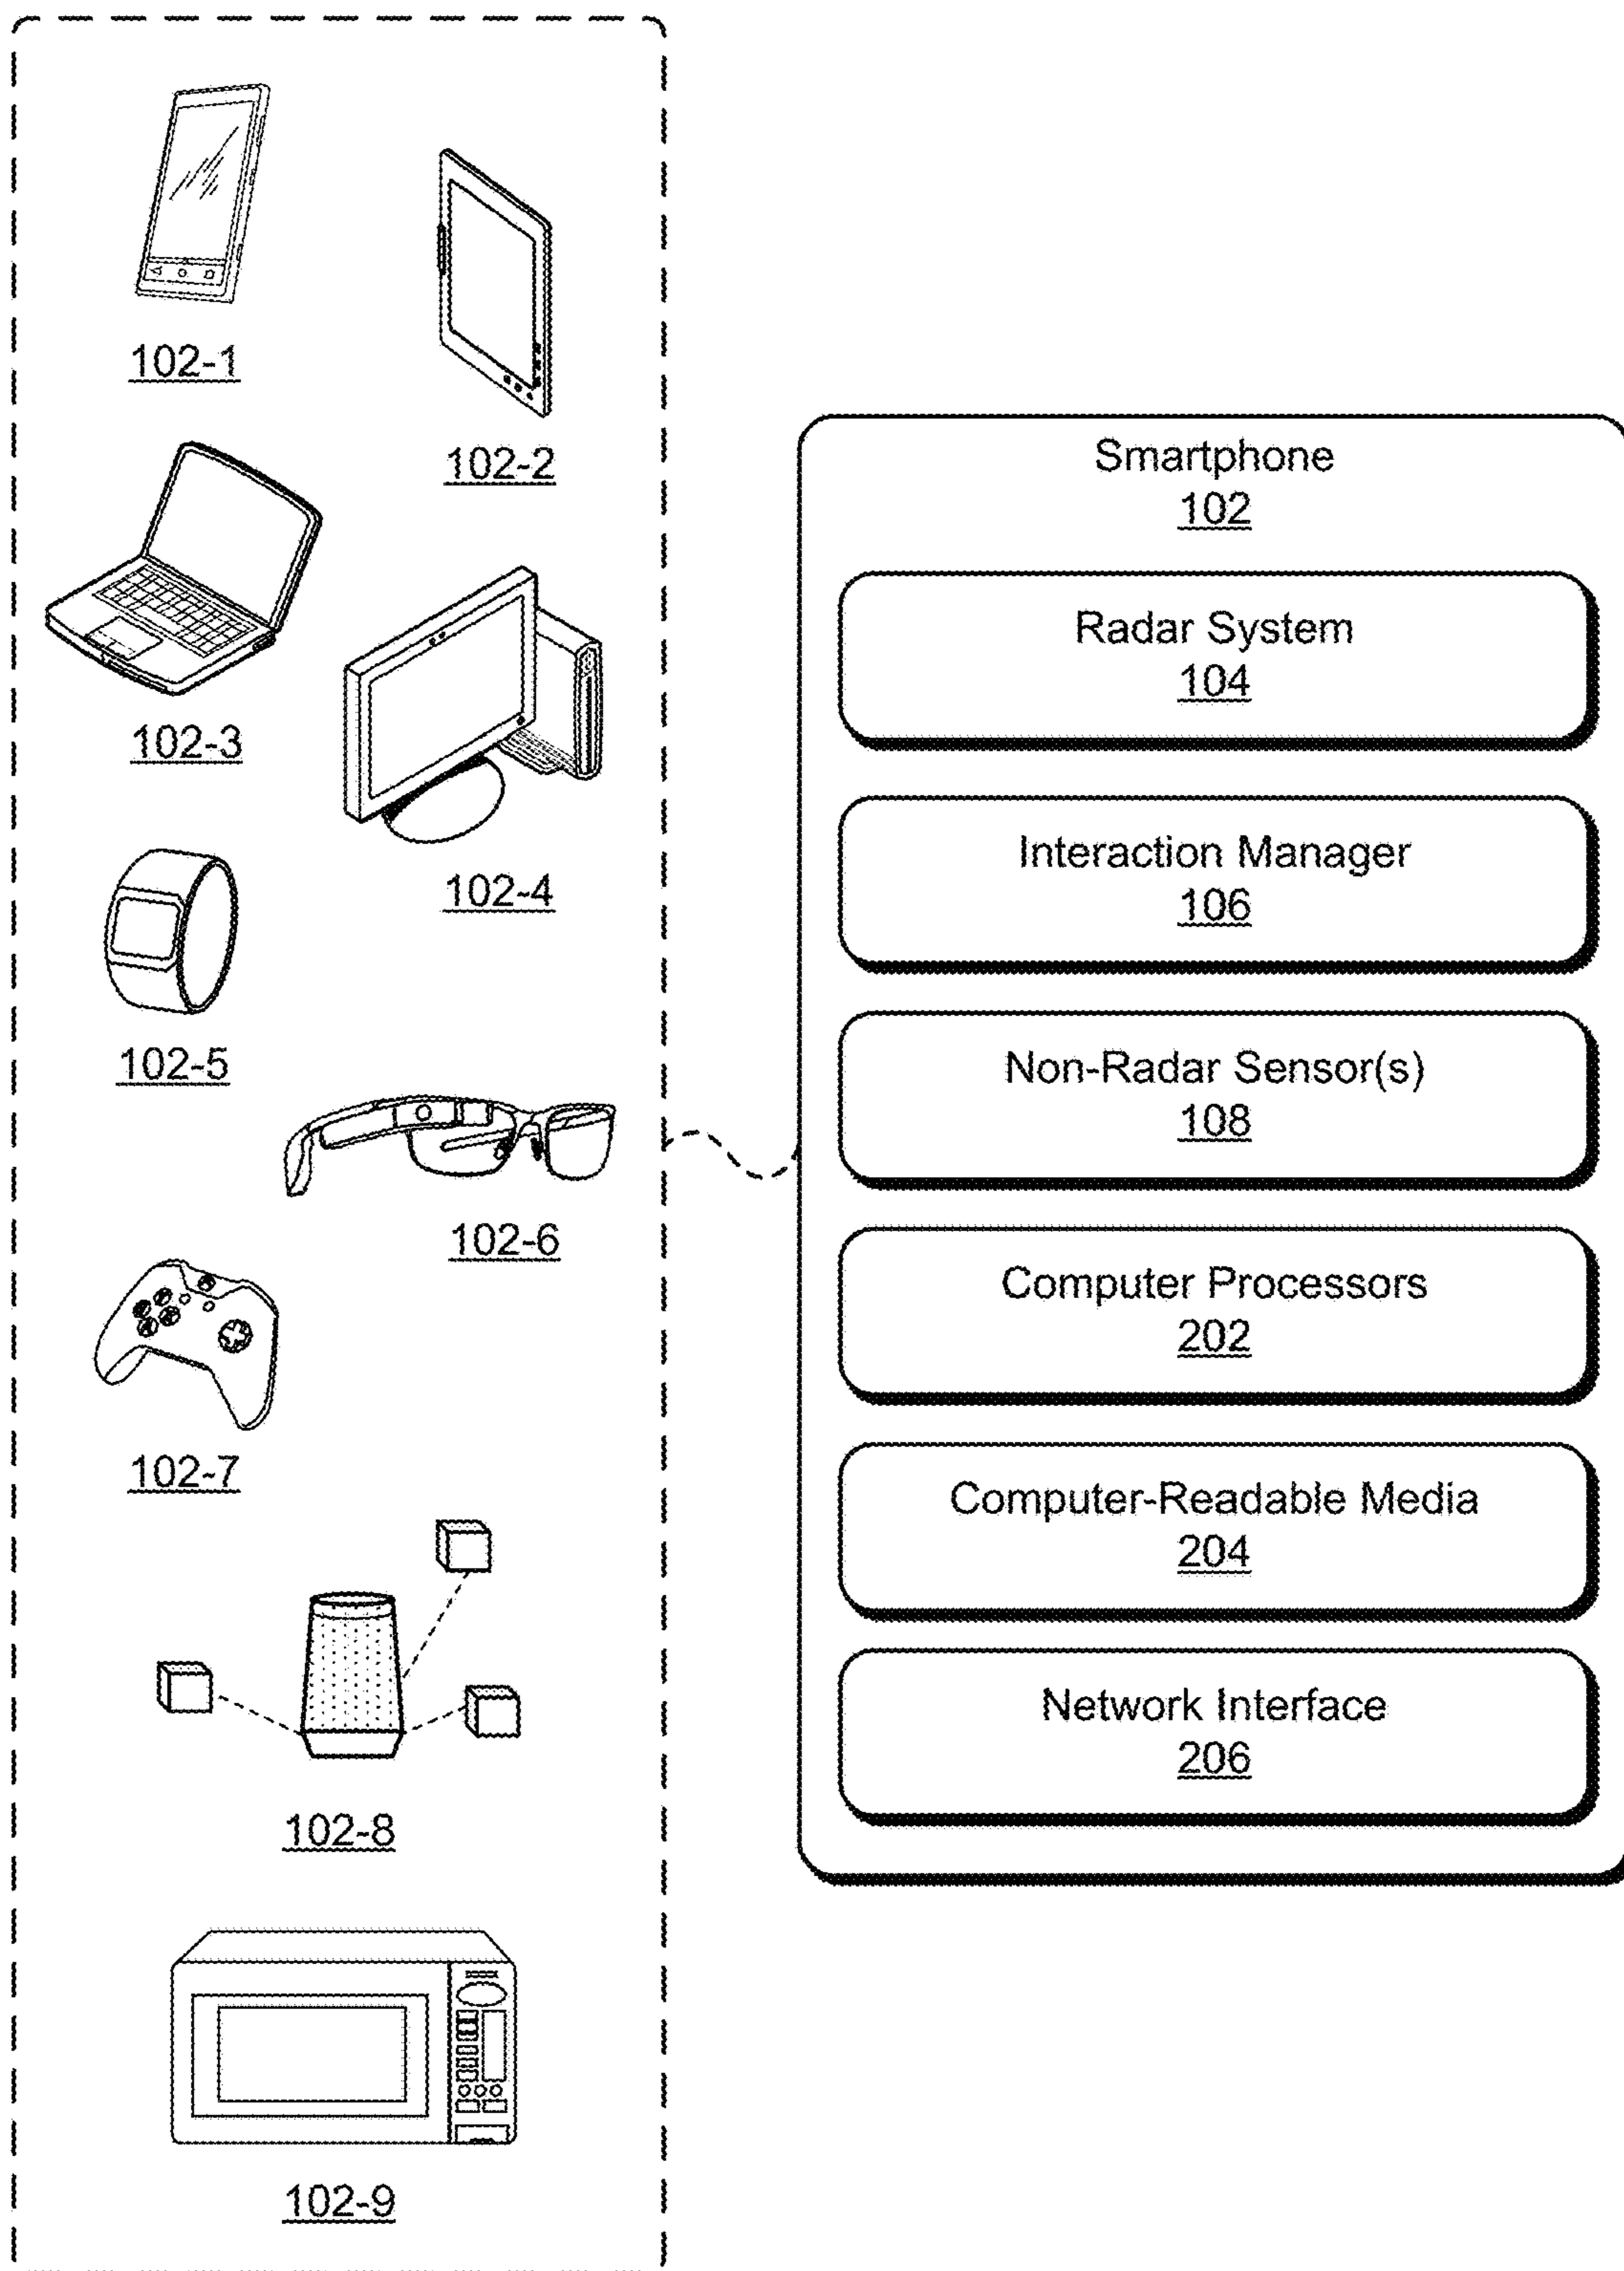 102-1
102-2
102-3
102-4
102-5
102-6
102-7
102-8
102-9
Smartphone
102
Radar System
104
Interaction Manager
106
Non-Radar Sensor(s)
108
Computer Processors
202
Computer-Readable Media
204
Network Interface
206